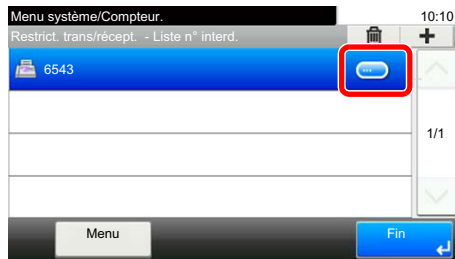 Menu système/Compteur.
10:10
Restrict. trans/récept. - Liste n° interd.
6543
1/1
Menu
Fin